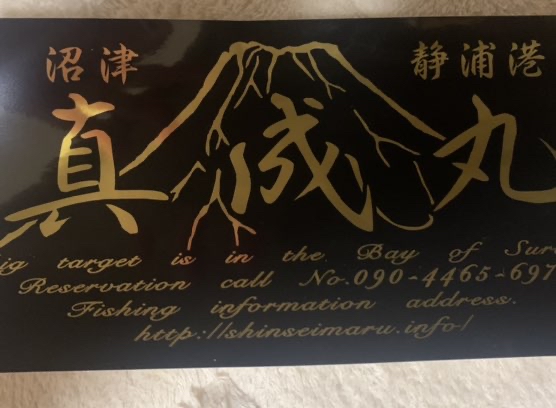 沼津 静浦港
真成丸
target is in the Bay of
Reservation call No.090-4465-697
Fishing information address.
http://shinseimaru.info/